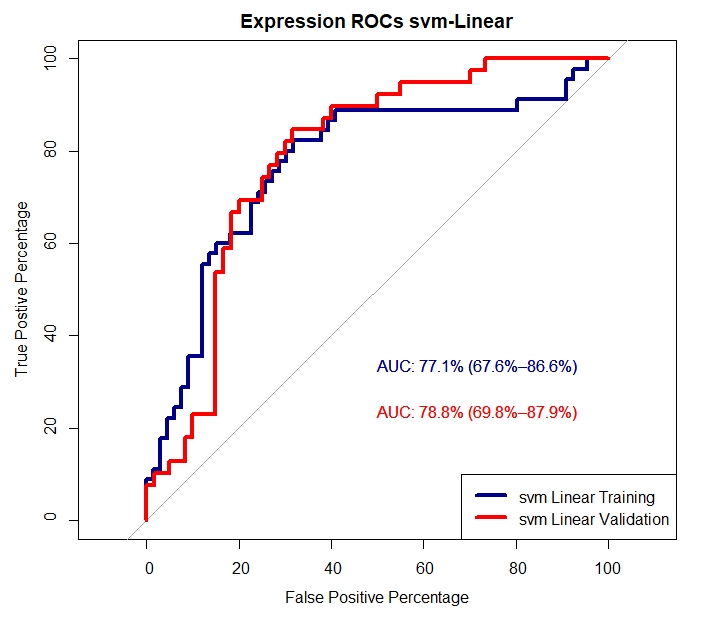 Expression ROCs svm-Linear
100
80
60
40
20
0
True Postive Percentage
AUC: 77.1% (67.6%–86.6%)
AUC: 78.8% (69.8%–87.9%)
svm Linear Training
svm Linear Validation
0 20 40 60 80 100
False Positive Percentage